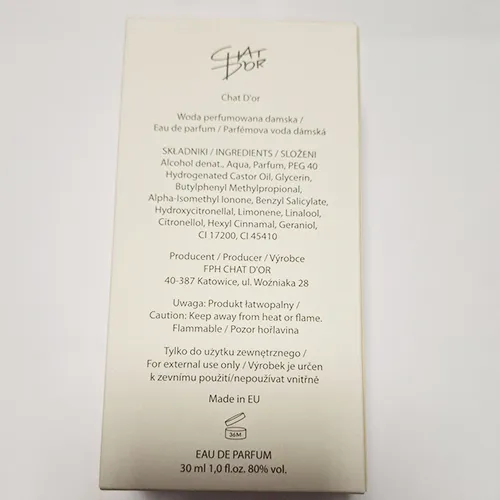 CHAT
D'OR
Chat D'or
Woda perfumowana damska /
Eau de parfum / Parfémova voda dámská
SKŁADNIKI / INGREDIENTS / SLOŽENI
Alcohol denat., Aqua, Parfum, PEG 40
Hydrogenated Castor Oil, Glycerin,
Butylphenyl Methylpropional,
Alpha-Isomethyl Ionone, Benzyl Salicylate,
Hydroxycitronellal, Limonene, Linalool,
Citronellol, Hexyl Cinnamal, Geraniol,
CI 17200, CI 45410
Producent / Producer / Výrobce
FPH CHAT D'OR
40-387 Katowice, ul. Woźniaka 28
Uwaga: Produkt łatwopalny /
Caution: Keep away from heat or flame.
Flammable / Pozor hořlavina
Tylko do użytku zewnętrznego /
For external use only / Výrobek je určen
k zevnímu použití/nepoužívat vnitřně
Made in EU
36M
EAU DE PARFUM
30 ml 1,0 fl.oz. 80% vol.